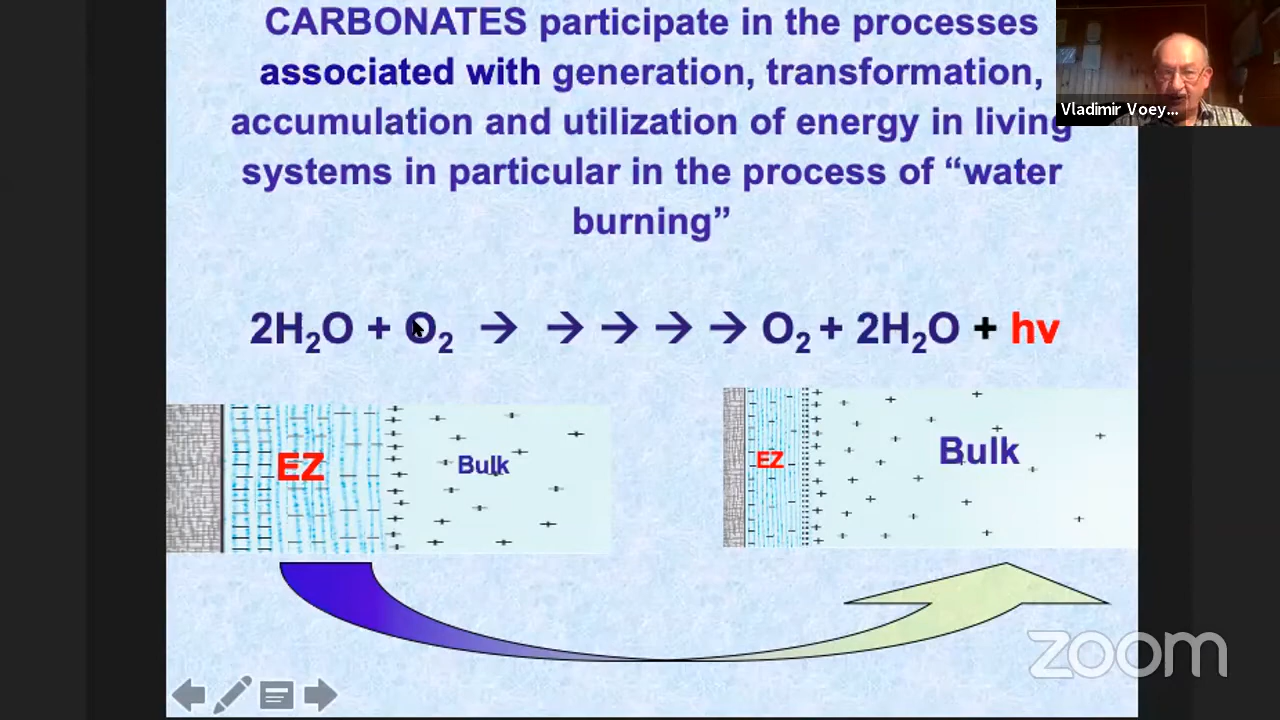 CARBONATES participate in the processes
associated with generation, transformation,
accumulation and utilization of energy in living
systems in particular in the process of “water
burning”
Vladimir Voey...
2H₂O + O₂ → → → → → O₂ + 2H₂O + hν
EZ
Bulk
EZ
Bulk
zoom